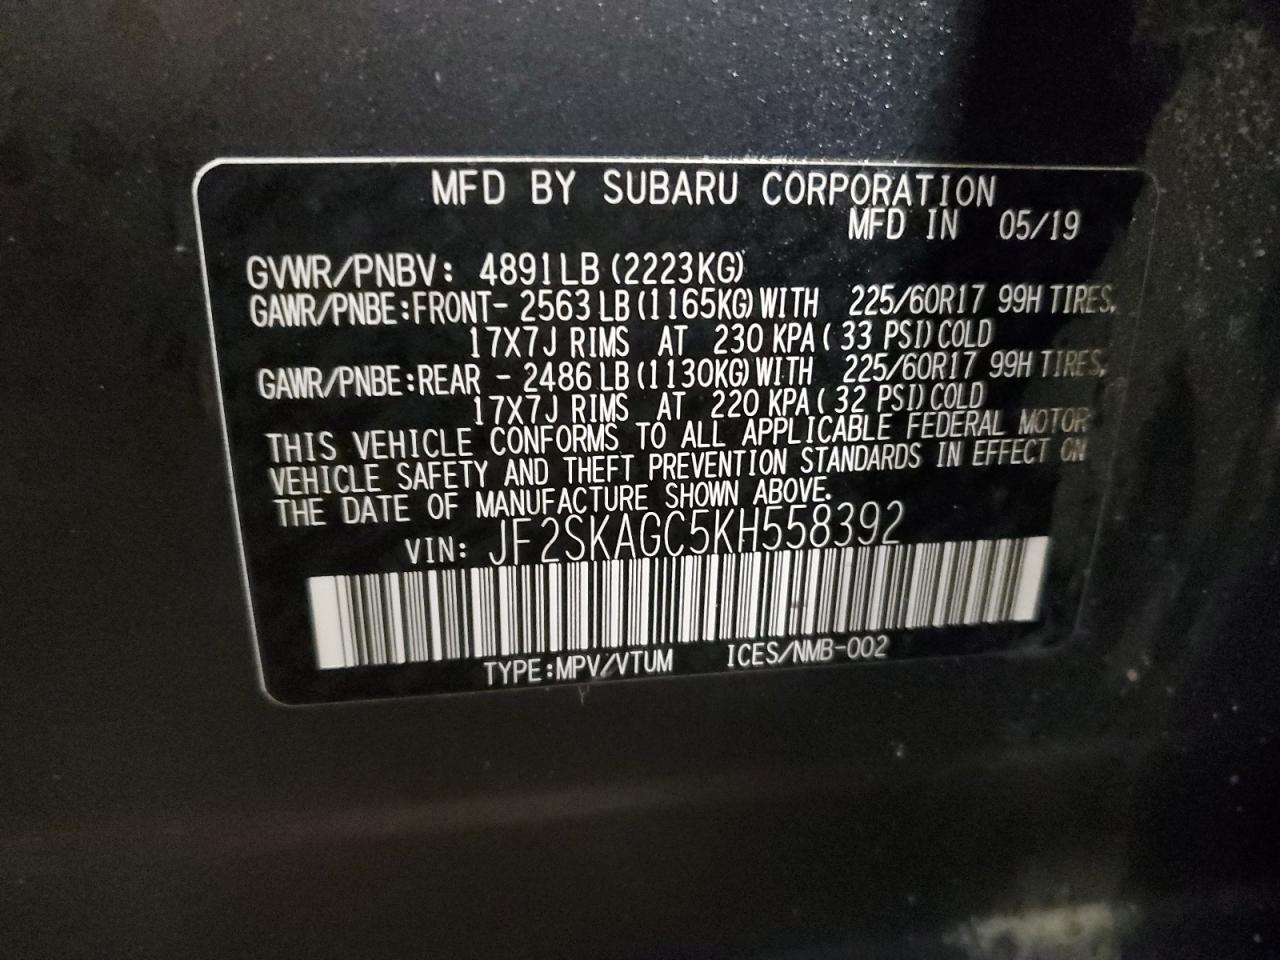 MFD BY SUBARU CORPORATION
MFD IN 05/19
GVWR/PNBV: 4891LB (2223KG)
GAWR/PNBE:FRONT- 2563 LB (1165KG) WITH 225/60R17 99H TIRES,
17X7J RIMS AT 230 KPA ( 33 PSI) COLD
GAWR/PNBE:REAR - 2486 LB (1130KG) WITH 225/60R17 99H TIRES,
17X7J RIMS AT 220 KPA ( 32 PSI) COLD
THIS VEHICLE CONFORMS TO ALL APPLICABLE FEDERAL MOTOR
VEHICLE SAFETY AND THEFT PREVENTION STANDARDS IN EFFECT ON
THE DATE OF MANUFACTURE SHOWN ABOVE.
VIN: JF2SKAGC5KH558392
TYPE:MPV/VTUM ICES/NMB-002